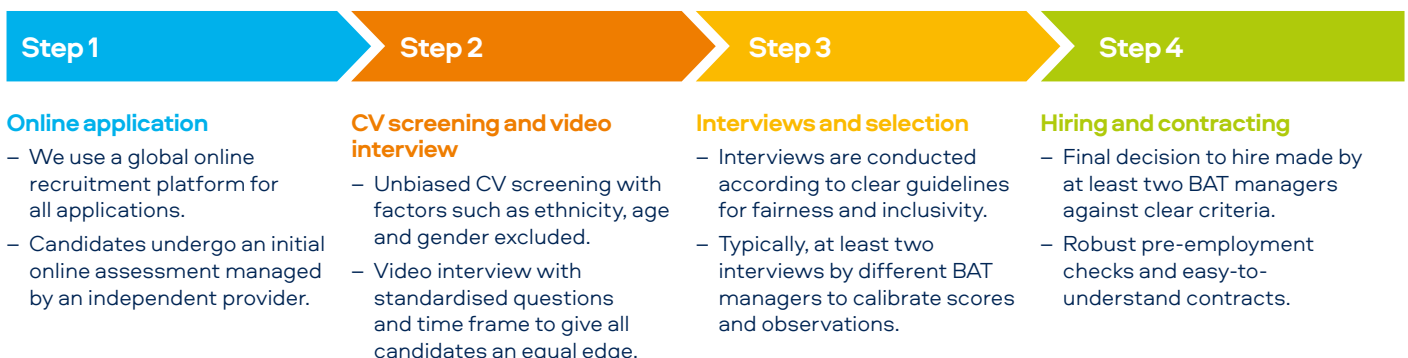 Step 1
Step 2
Step 3
Step 4
Online application
– We use a global online
recruitment platform for
all applications.
– Candidates undergo an initial
online assessment managed
by an independent provider.
CV screening and video
interview
– Unbiased CV screening with
factors such as ethnicity, age
and gender excluded.
– Video interview with
standardised questions
and time frame to give all
candidates an equal edge.
Interviews and selection
– Interviews are conducted
according to clear guidelines
for fairness and inclusivity.
– Typically, at least two
interviews by different BAT
managers to calibrate scores
and observations.
Hiring and contracting
– Final decision to hire made by
at least two BAT managers
against clear criteria.
– Robust pre-employment
checks and easy-to-
understand contracts.